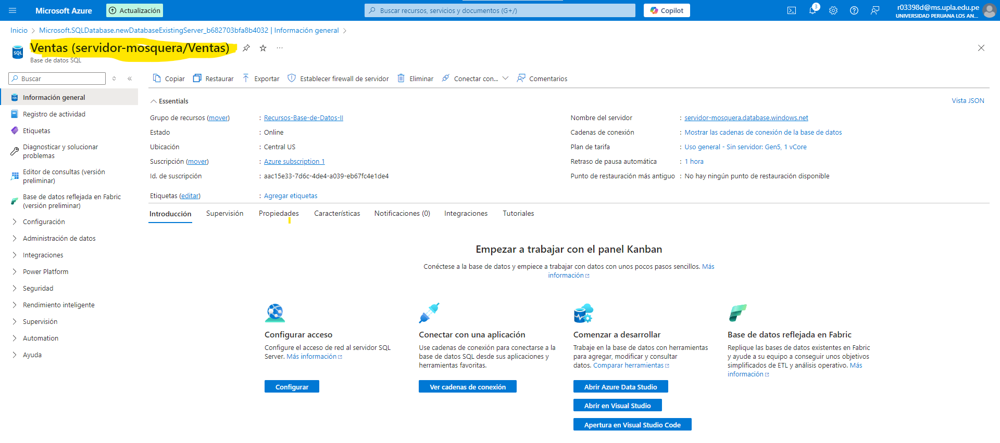 Microsoft Azure
Actualización
Buscar recursos, servicios y documentos (G+/)
Copilot
3
r03398d@ms.upla.edu.pe
UNIVERSIDAD PERUANA LOS AN...
Inicio > Microsoft.SQLDatabase.newDatabaseExistingServer_b682703bfa8b4032 | Información general >
SQL
Ventas (servidor-mosquera/Ventas)
...
Base de datos SQL
Buscar
Copiar
Restaurar
Exportar
Establecer firewall de servidor
Eliminar
Conectar con...
Comentarios
Información general
Registro de actividad
Etiquetas
Diagnosticar y solucionar
problemas
Editor de consultas (versión
preliminar)
Base de datos reflejada en Fabric
(versión preliminar)
Configuración
Administración de datos
Integraciones
Power Platform
Seguridad
Rendimiento inteligente
Supervisión
Automation
Ayuda
Essentials
Vista JSON
Grupo de recursos (mover) : Recursos-Base-de-Datos-II
Estado : Online
Ubicación : Central US
Suscripción (mover) : Azure subscription 1
Id. de suscripción : aac15e33-7d6c-4de4-a039-eb67fc4e1de4
Etiquetas (editar) : Agregar etiquetas
Nombre del servidor : servidor-mosquera.database.windows.net
Cadenas de conexión : Mostrar las cadenas de conexión de la base de datos
Plan de tarifa : Uso general - Sin servidor: Gen5, 1 vCore
Retraso de pausa automática : 1 hora
Punto de restauración más antiguo : No hay ningún punto de restauración disponible
Introducción
Supervisión
Propiedades
Características
Notificaciones (0)
Integraciones
Tutoriales
Empezar a trabajar con el panel Kanban
Conéctese a la base de datos y empiece a trabajar con datos con unos pocos pasos sencillos. Más
información
Configurar acceso
Configure el acceso de red al servidor SQL
Server. Más información
Configurar
Conectar con una aplicación
Use cadenas de conexión para conectarse a la
base de datos SQL desde sus aplicaciones y
herramientas favoritas.
Ver cadenas de conexión
Comenzar a desarrollar
Trabaje en la base de datos con herramientas
para agregar, modificar y consultar
datos. Comparar herramientas
Abrir Azure Data Studio
Abrir en Visual Studio
Apertura en Visual Studio Code
Base de datos reflejada en Fabric
Replique las bases de datos existentes en Fabric
y ayude a su equipo a conseguir unos objetivos
simplificados de ETL y análisis operativo. Más
información